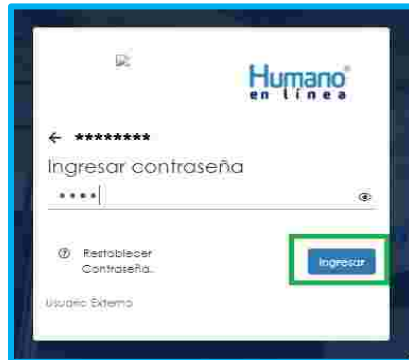 Humano®
en línea
← ********
Ingresar contraseña
••••
Restablecer
Contraseña.
Ingresar
Usuario Externo